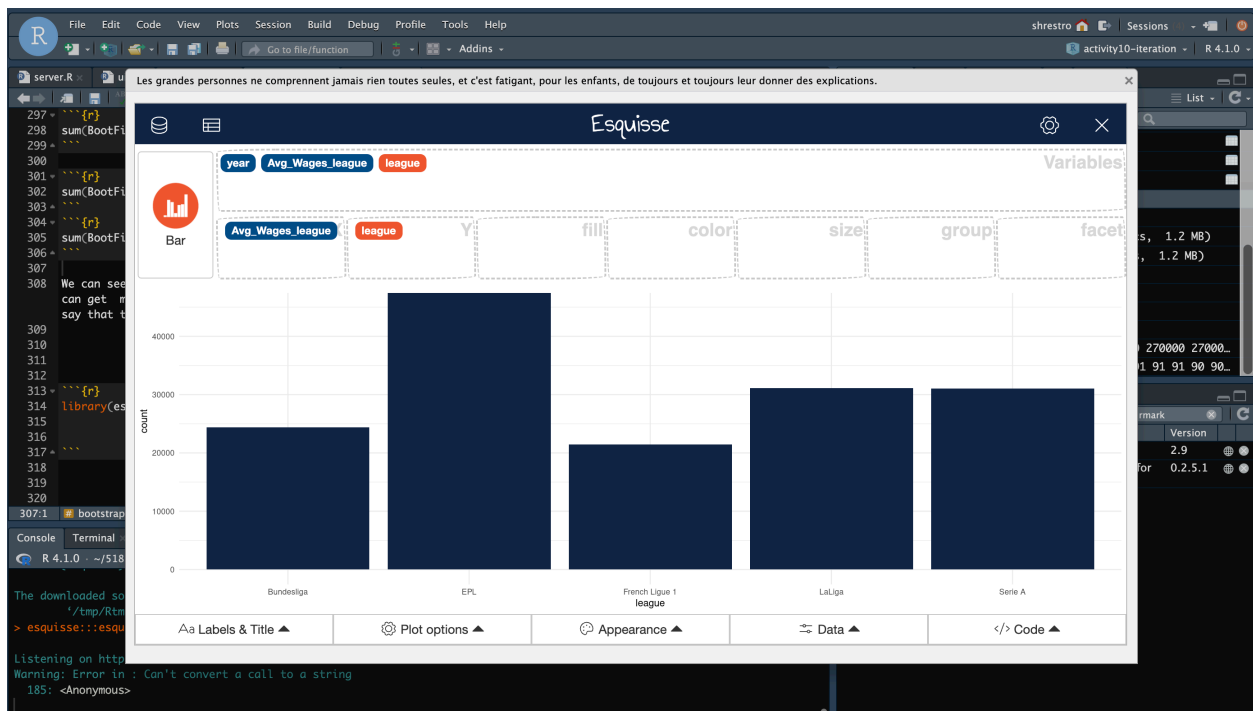 File Edit Code View Plots Session Build Debug Profile Tools Help
shrestro Sessions
R
Go to file/function Addins
activity10-iteration R 4.1.0
server.R u
Les grandes personnes ne comprennent jamais rien toutes seules, et c'est fatigant, pour les enfants, de toujours et toujours leur donner des explications.
List
297 ```{r}
298 sum(BootFi
299 ```
300
301 ```{r}
302 sum(BootFi
303 ```
304 ```{r}
305 sum(BootFi
306 ```
307
308 We can see
can get m
say that t
309
310
311
312
313 ```{r}
314 library(es
315
316
317 ```
318
319
320
307:1 # bootstrap
Console Terminal
R 4.1.0 · ~/518
The downloaded so
'/tmp/Rtm
> esquisse:::esqu
Listening on http
Warning: Error in : Can't convert a call to a string
185: <Anonymous>
Esquisse
Bar
year Avg_Wages_league league
Variables
Avg_Wages_league X
league Y
fill
color
size
group
facet
count
40000
30000
20000
10000
0
Bundesliga EPL French Ligue 1 LaLiga Serie A
league
Aa Labels & Title Plot options Appearance Data </> Code
s, 1.2 MB)
, 1.2 MB)
270000 27000…
91 91 91 90 90…
rmark
Version
2.9
for 0.2.5.1